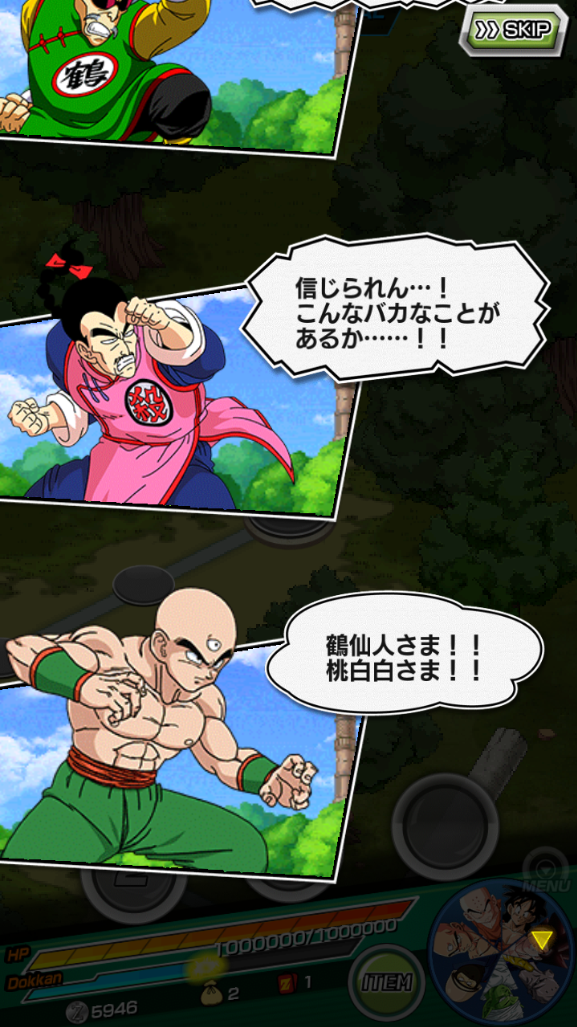 SKIP
鶴
信じられん…！
こんなバカなことが
あるか……！！
殺
鶴仙人さま！！
桃白白さま！！
MENU
HP
1000000/1000000
Dokkan
ITEM
5946
2
1